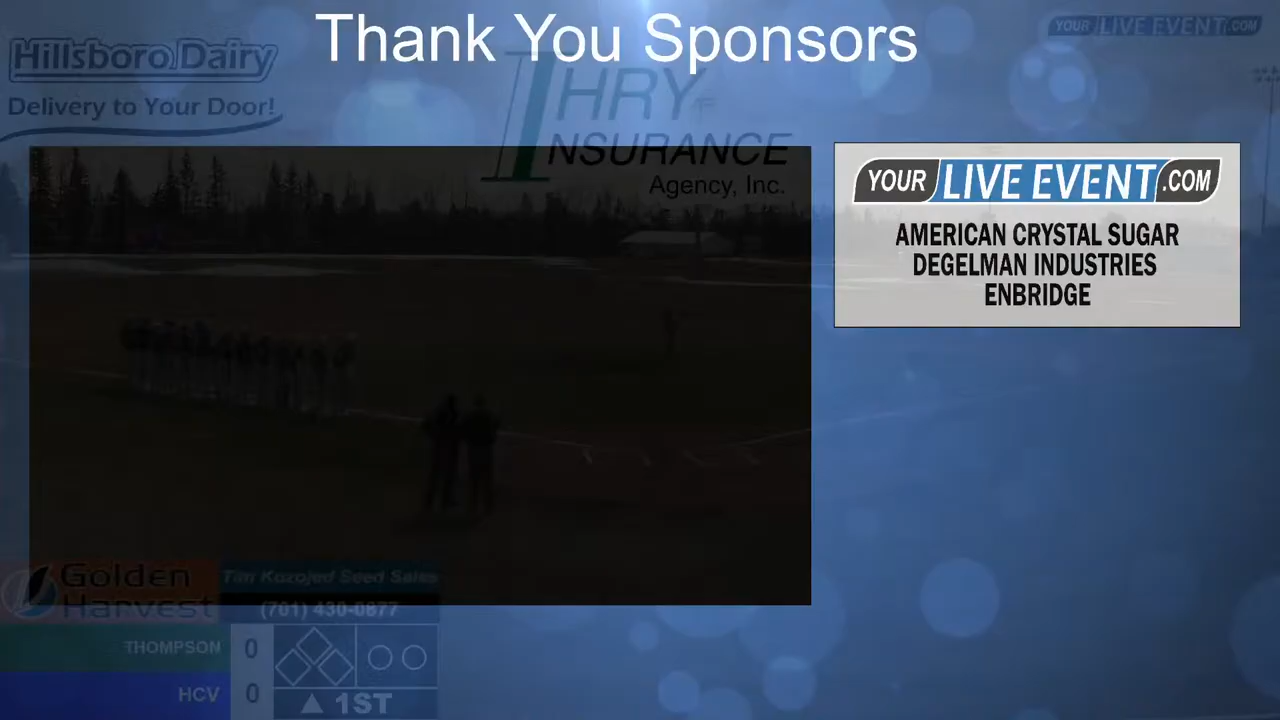 Thank You Sponsors
YOUR LIVE EVENT.COM
Hillsboro Dairy
Delivery to Your Door!
THRY
INSURANCE
Agency, Inc.
YOUR LIVE EVENT.COM
AMERICAN CRYSTAL SUGAR
DEGELMAN INDUSTRIES
ENBRIDGE
Golden
Harvest
Tim Kozojed Seed Sales
(701) 430-0877
THOMPSON 0
HCV 0
▲ 1ST